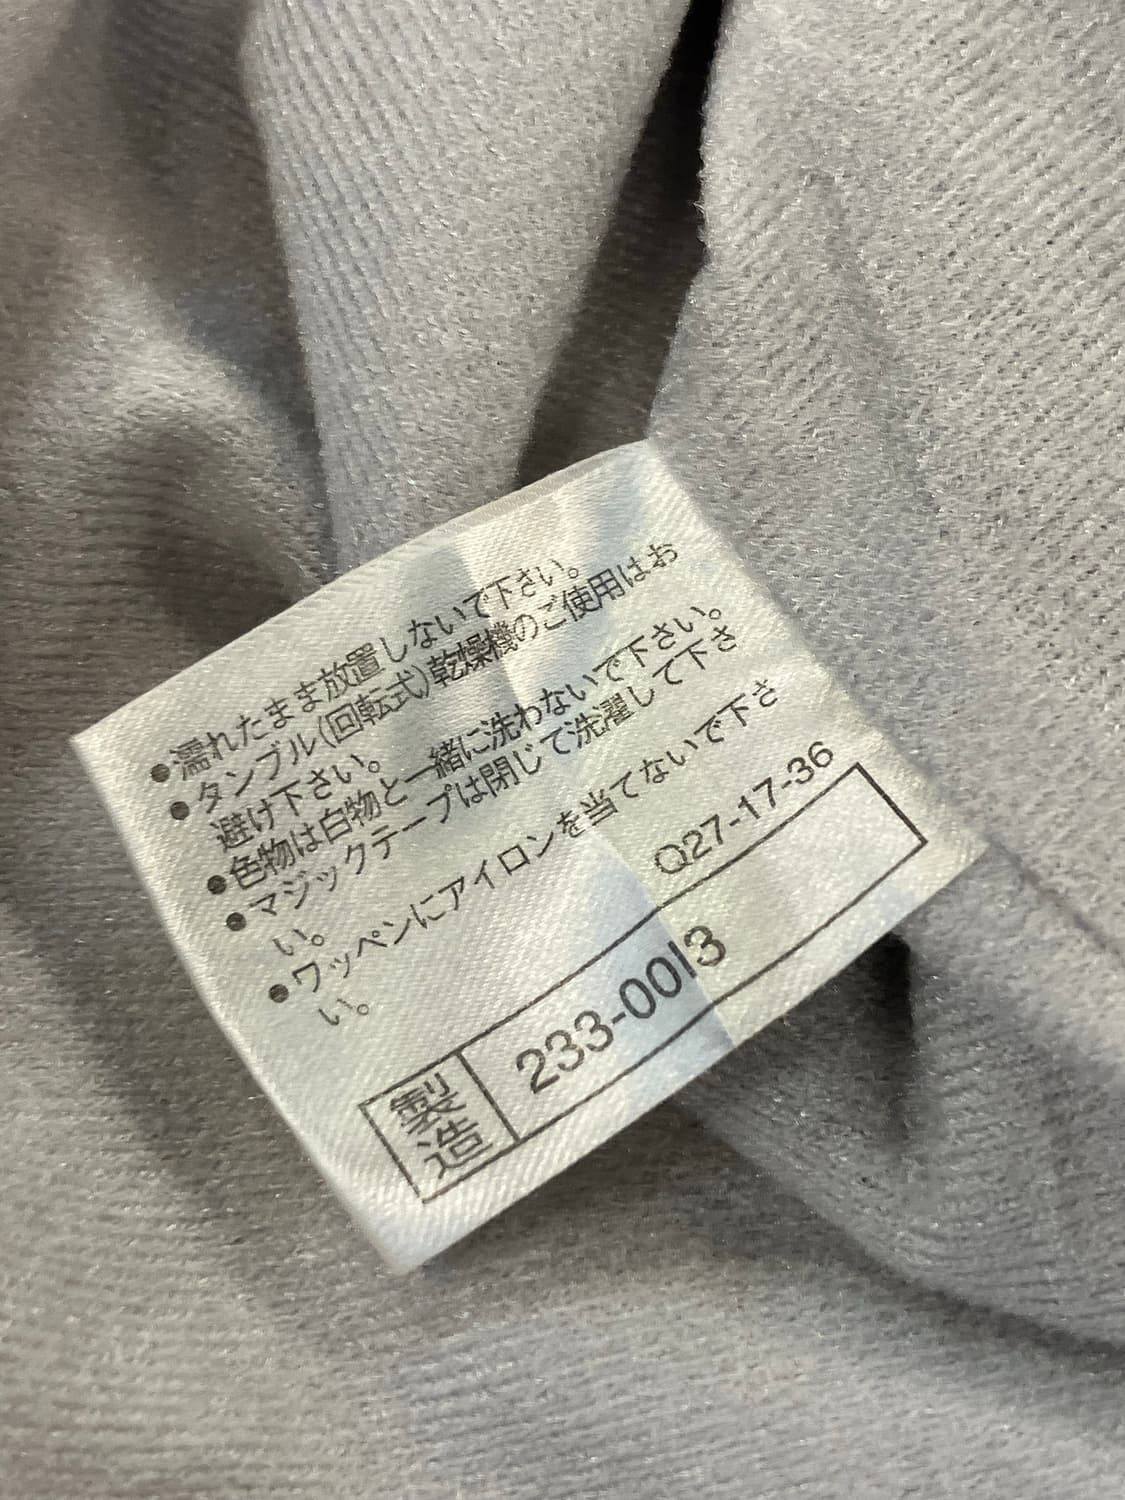 ●濡れたまま放置しないで下さい。
●タンブル(回転式)乾燥機のご使用はお
避け下さい。
●色物は白物と一緒に洗わないで下さい。
●マジックテープは閉じて洗濯して下さ
い。
●ワッペンにアイロンを当てないで下さ
い。
Q27-17-36
製造 233-0013